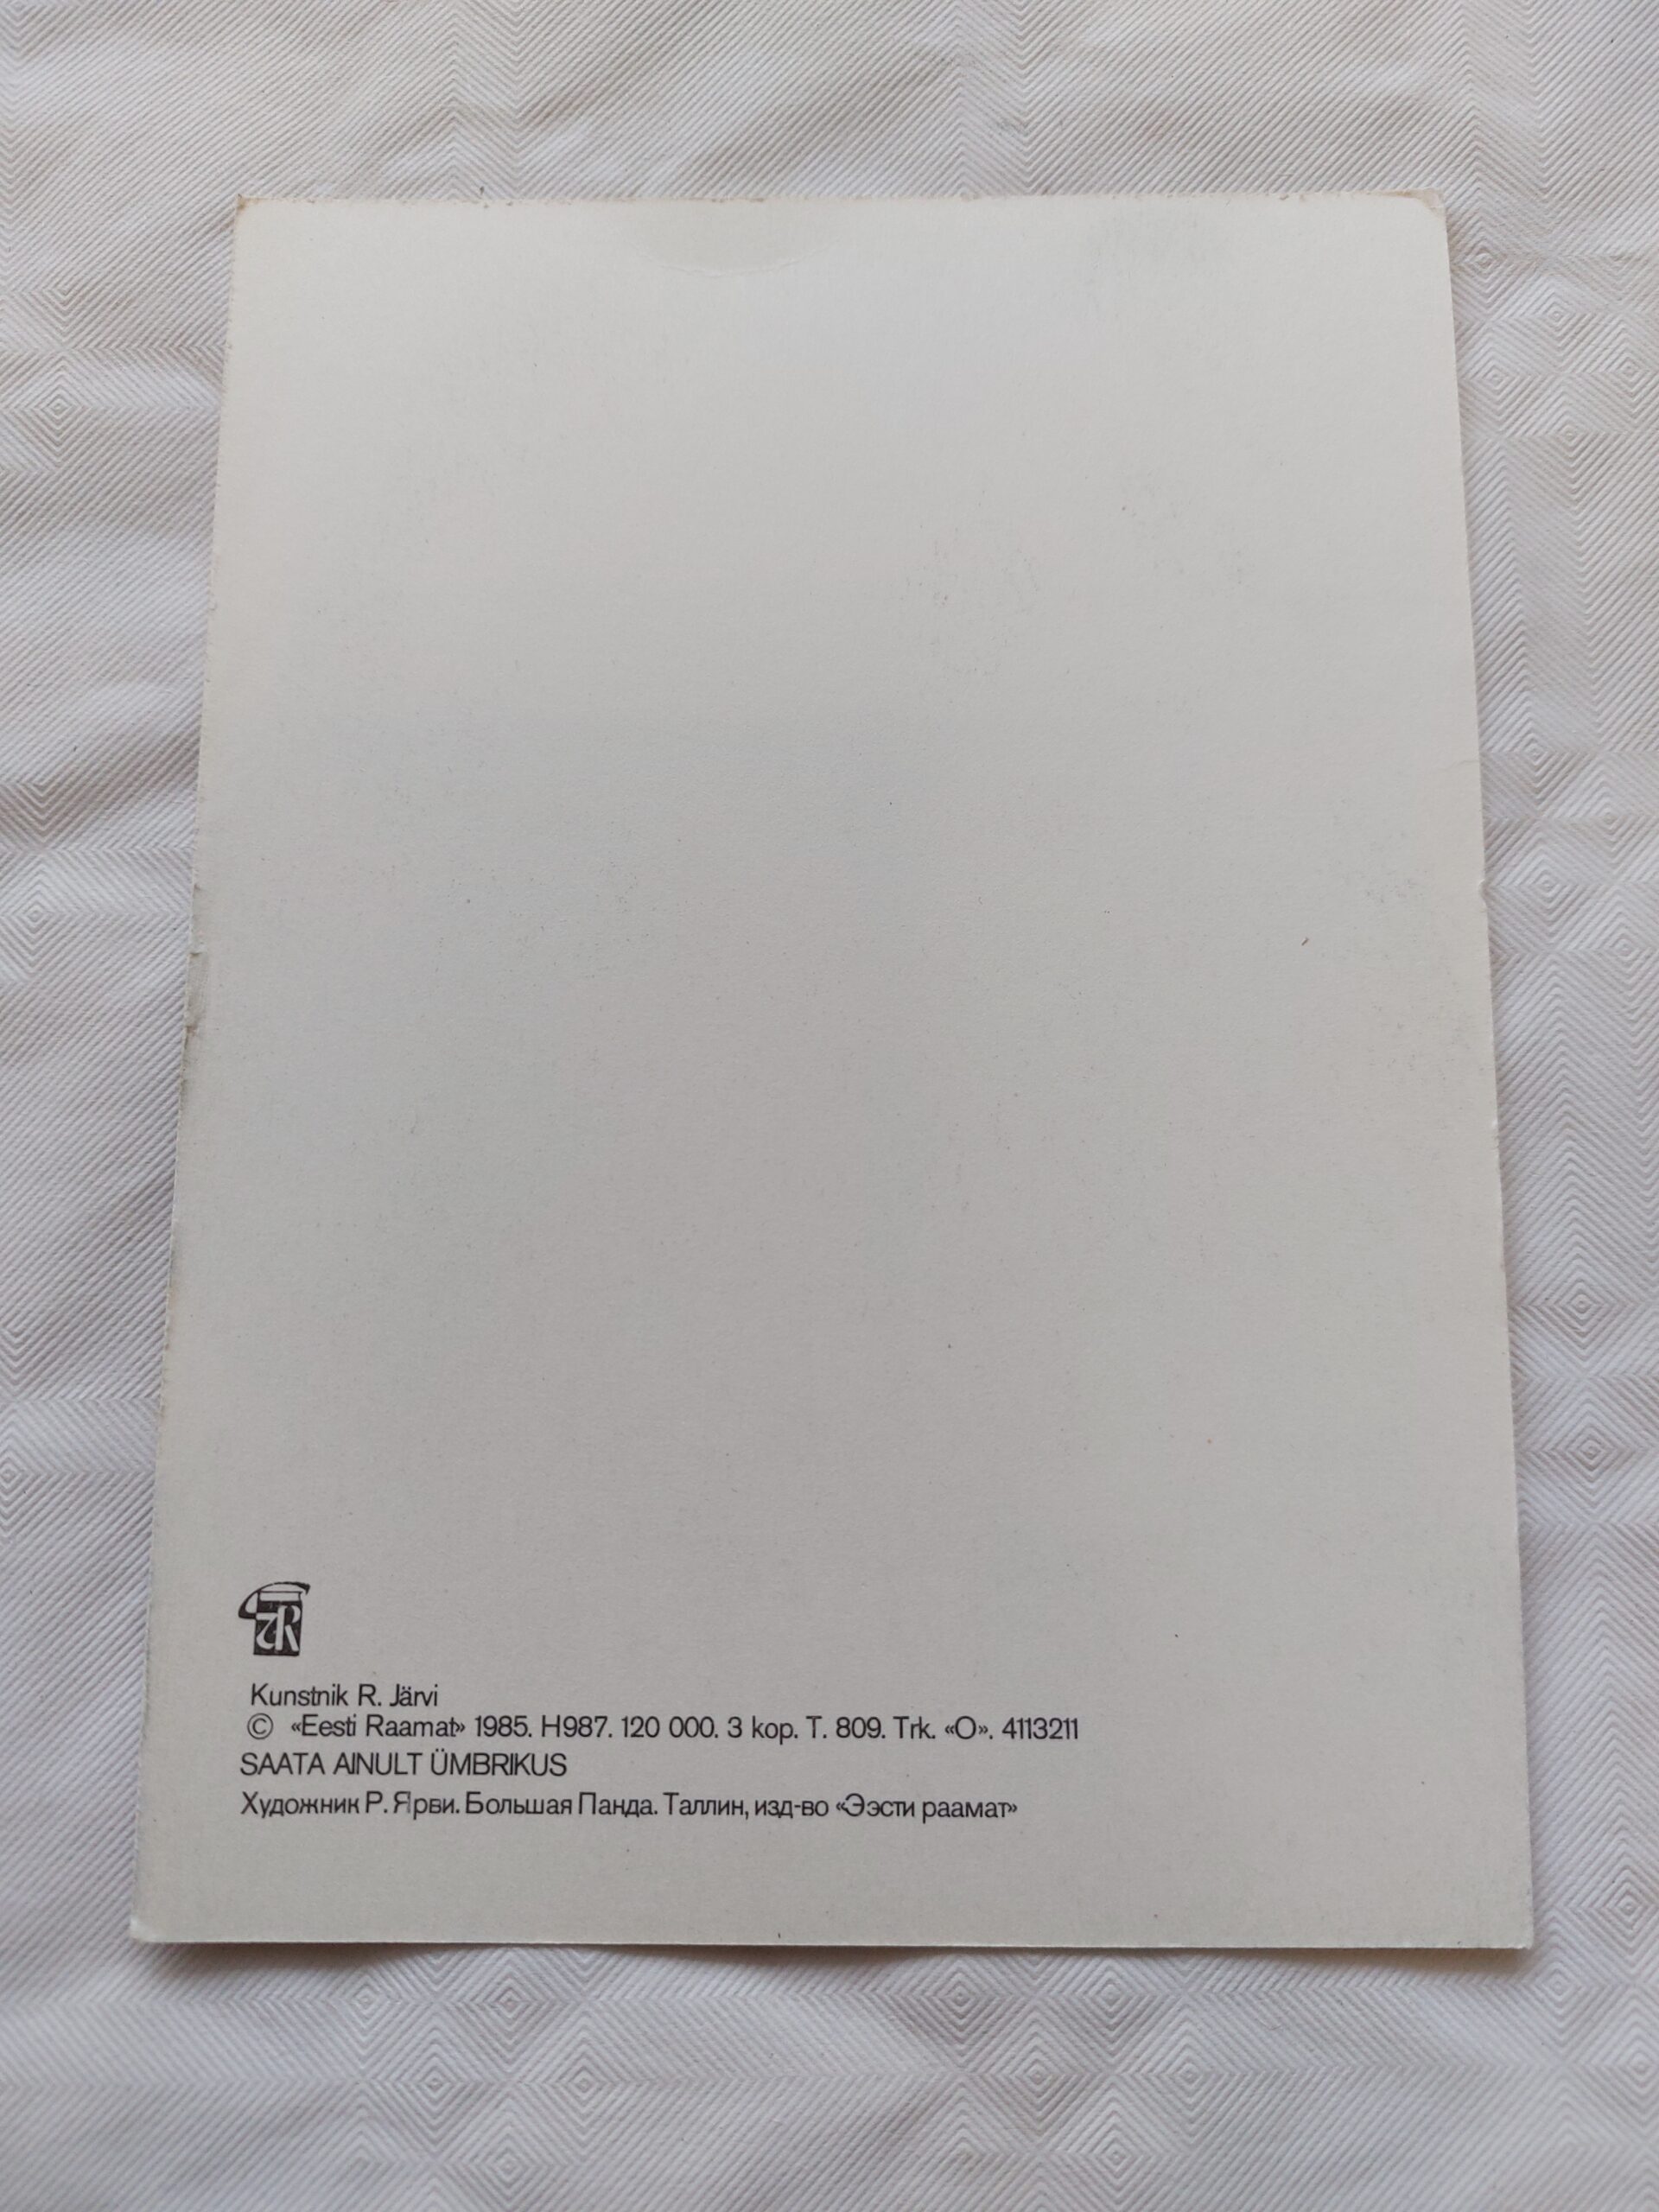 ER
Kunstnik R. Järvi
© «Eesti Raamat» 1985. H987. 120 000. 3 kop. T. 809. Trk. «O». 4113211
SAATA AINULT ÜMBRIKUS
Художник Р. Ярви. Большая Панда. Таллин, изд-во «Ээсти раамат»